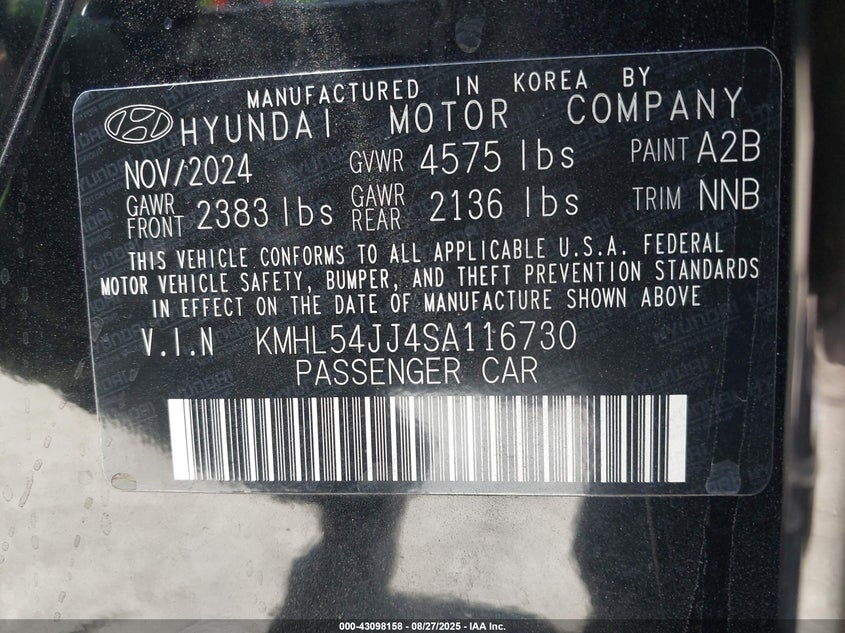 MANUFACTURED IN KOREA BY
HYUNDAI MOTOR COMPANY
NOV/2024 GVWR 4575 lbs PAINT A2B
GAWR FRONT 2383 lbs GAWR REAR 2136 lbs TRIM NNB
THIS VEHICLE CONFORMS TO ALL APPLICABLE U.S.A. FEDERAL
MOTOR VEHICLE SAFETY, BUMPER, AND THEFT PREVENTION STANDARDS
IN EFFECT ON THE DATE OF MANUFACTURE SHOWN ABOVE
V.I.N KMHL54JJ4SA116730
PASSENGER CAR
000-43098158 - 08/27/2025 - IAA Inc.